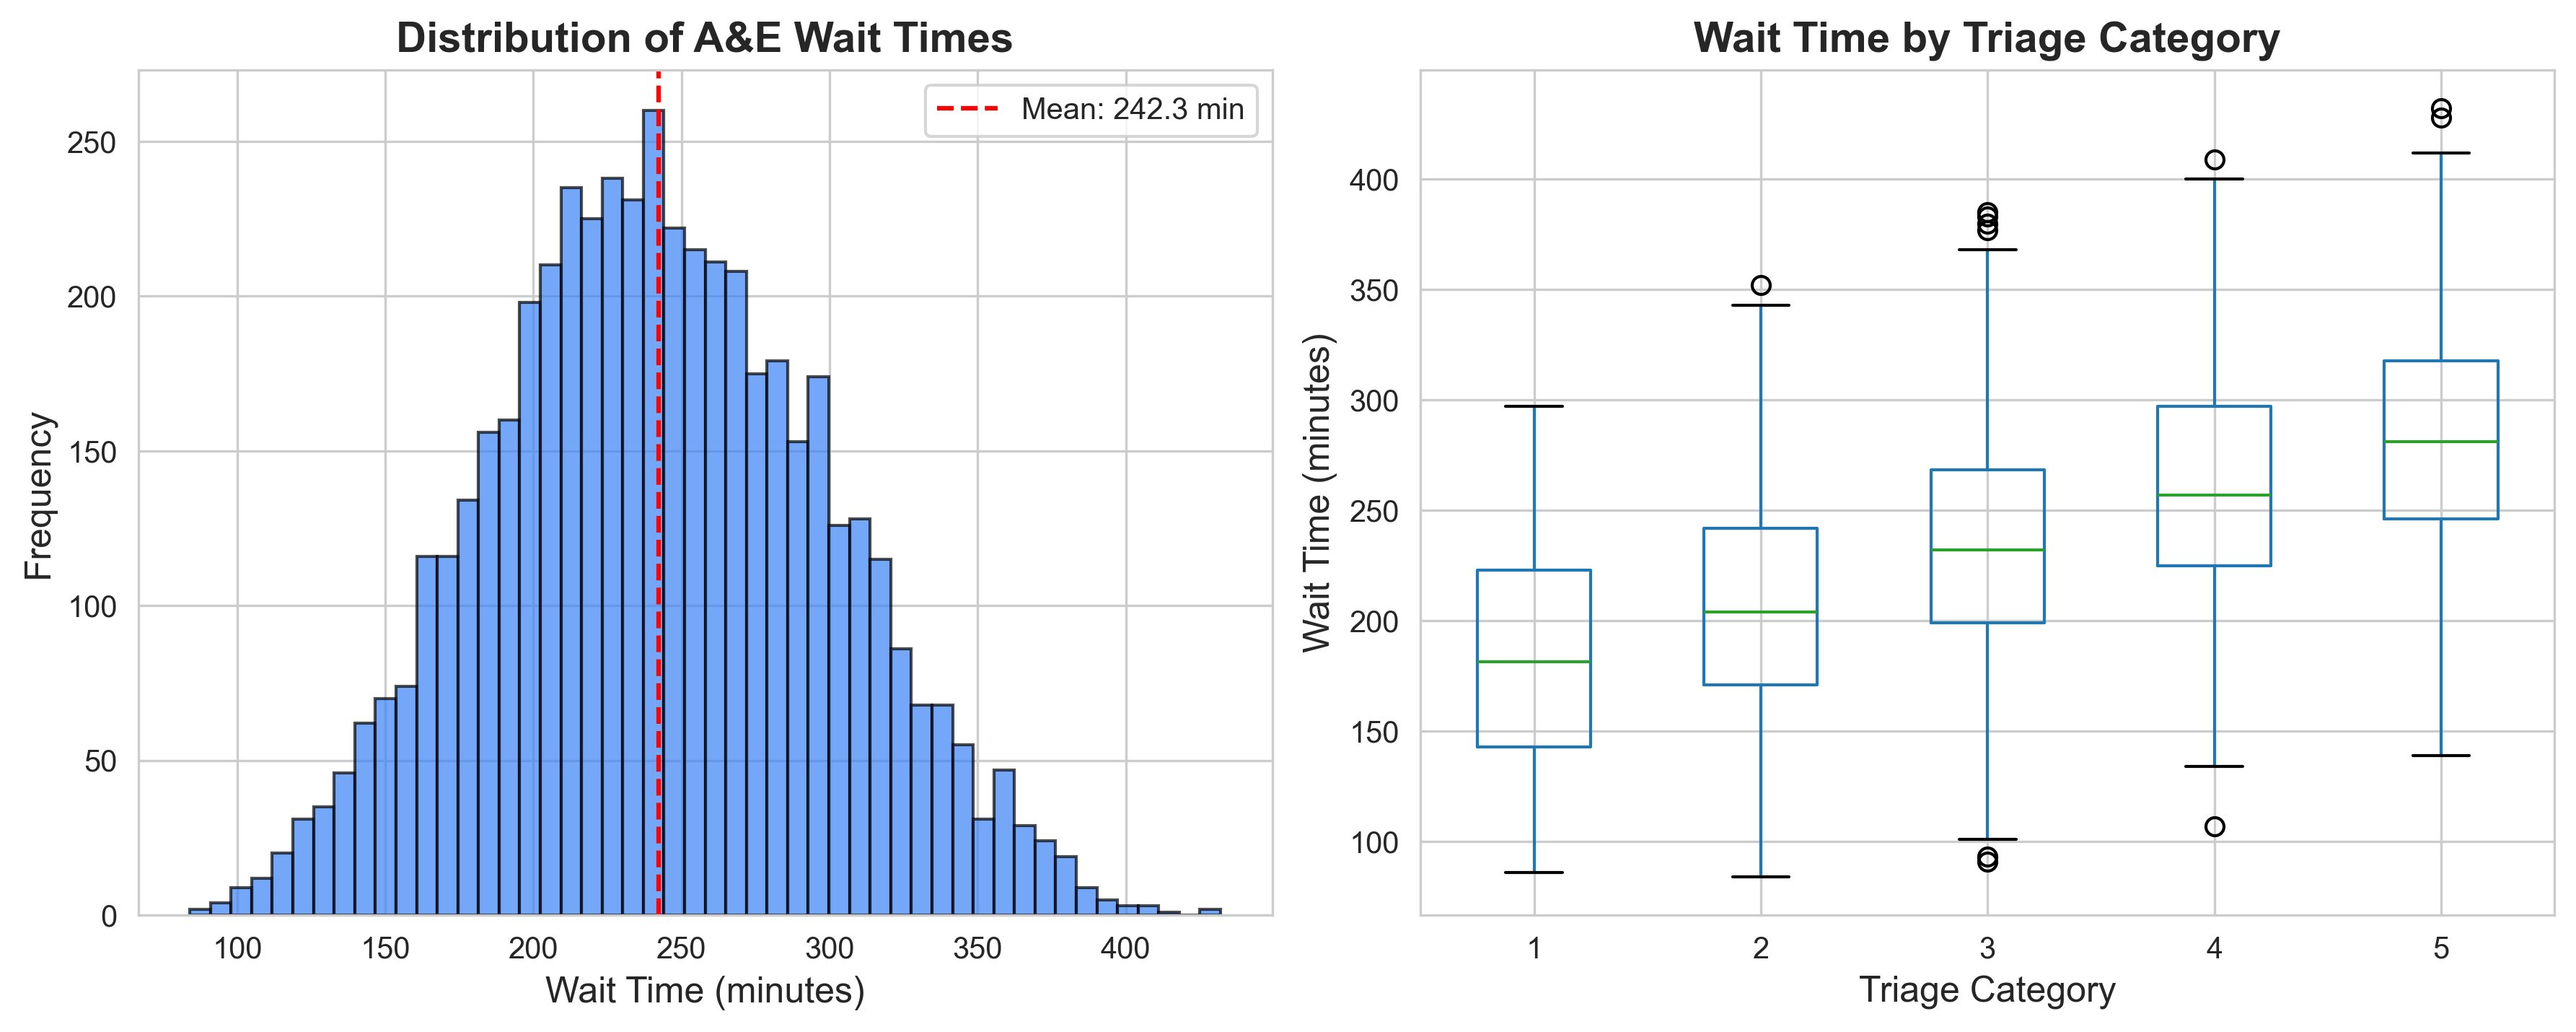 Distribution of A&E Wait Times
Mean: 242.3 min
250
200
150
100
50
0
Frequency
100 150 200 250 300 350 400
Wait Time (minutes)
Wait Time by Triage Category
400
350
300
250
200
150
100
Wait Time (minutes)
1 2 3 4 5
Triage Category